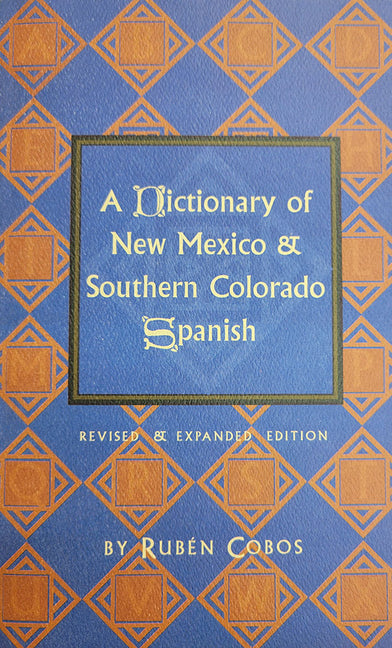 A Dictionary of
New Mexico &
Southern Colorado
Spanish
REVISED & EXPANDED EDITION
BY RUBÉN COBOS